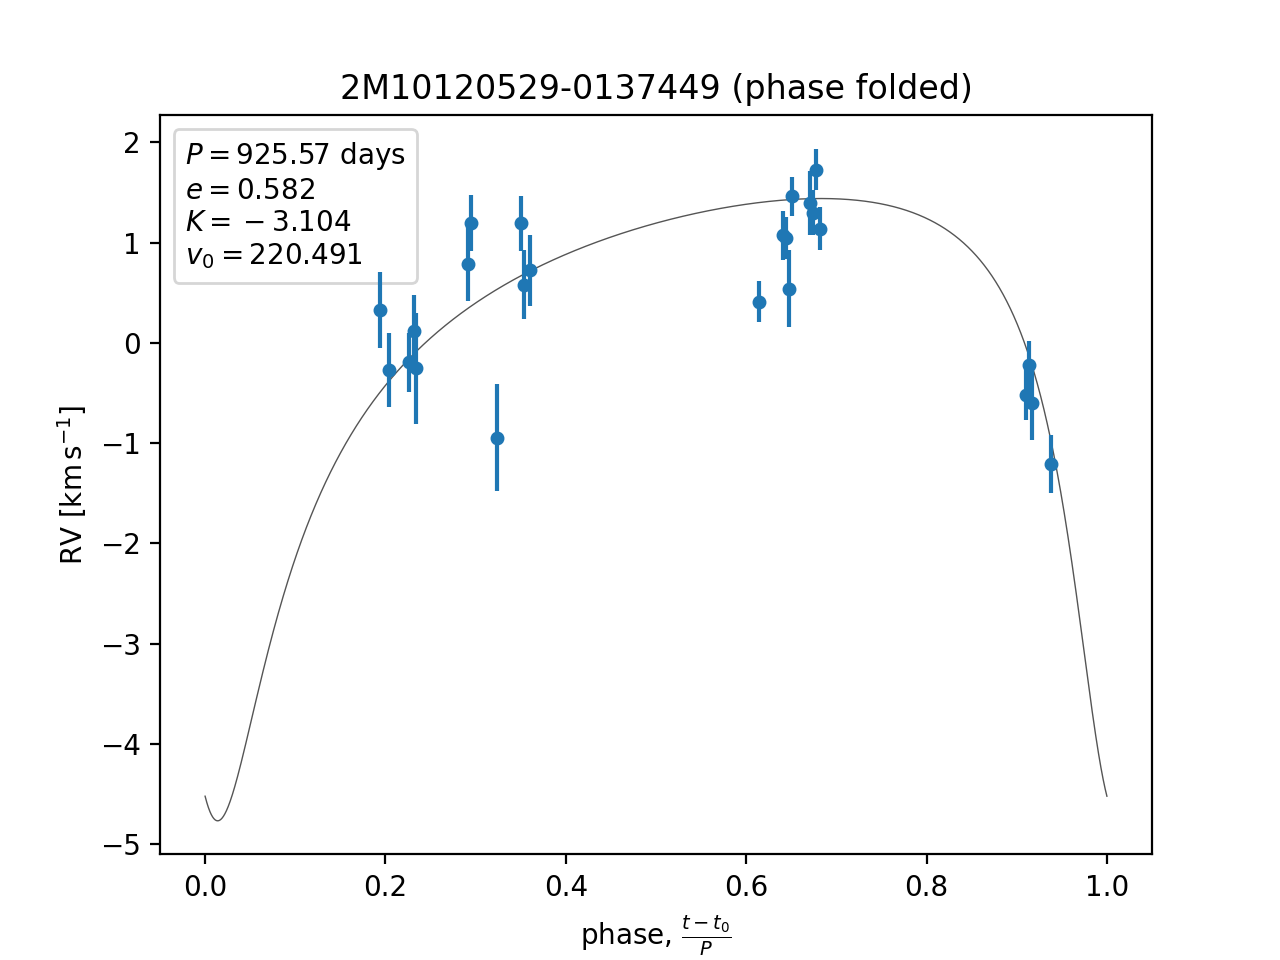 2M10120529-0137449 (phase folded)
P = 925.57 days
e = 0.582
K = −3.104
v₀ = 220.491
RV [km s⁻¹]
2
1
0
−1
−2
−3
−4
−5
0.0 0.2 0.4 0.6 0.8 1.0
phase, (t − t₀)/P